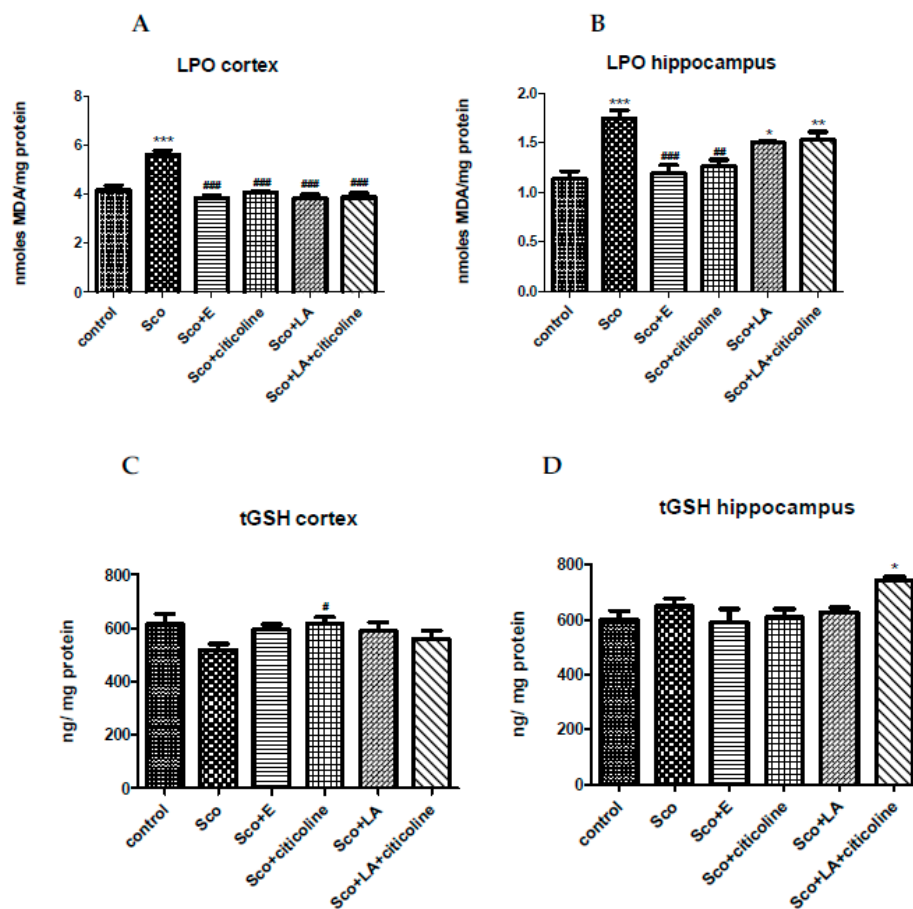 A
LPO cortex
nmoles MDA/mg protein
8
6
4
2
0
***
###
###
###
###
control
Sco
Sco+E
Sco+citicoline
Sco+LA
Sco+LA+citicoline
B
LPO hippocampus
nmoles MDA/mg protein
2.0
1.5
1.0
0.5
0.0
***
###
##
*
**
control
Sco
Sco+E
Sco+citicoline
Sco+LA
Sco+LA+citicoline
C
tGSH cortex
ng/ mg protein
800
600
400
200
0
#
control
Sco
Sco+E
Sco+citicoline
Sco+LA
Sco+LA+citicoline
D
tGSH hippocampus
ng/ mg protein
800
600
400
200
0
*
control
Sco
Sco+E
Sco+citicoline
Sco+LA
Sco+LA+citicoline